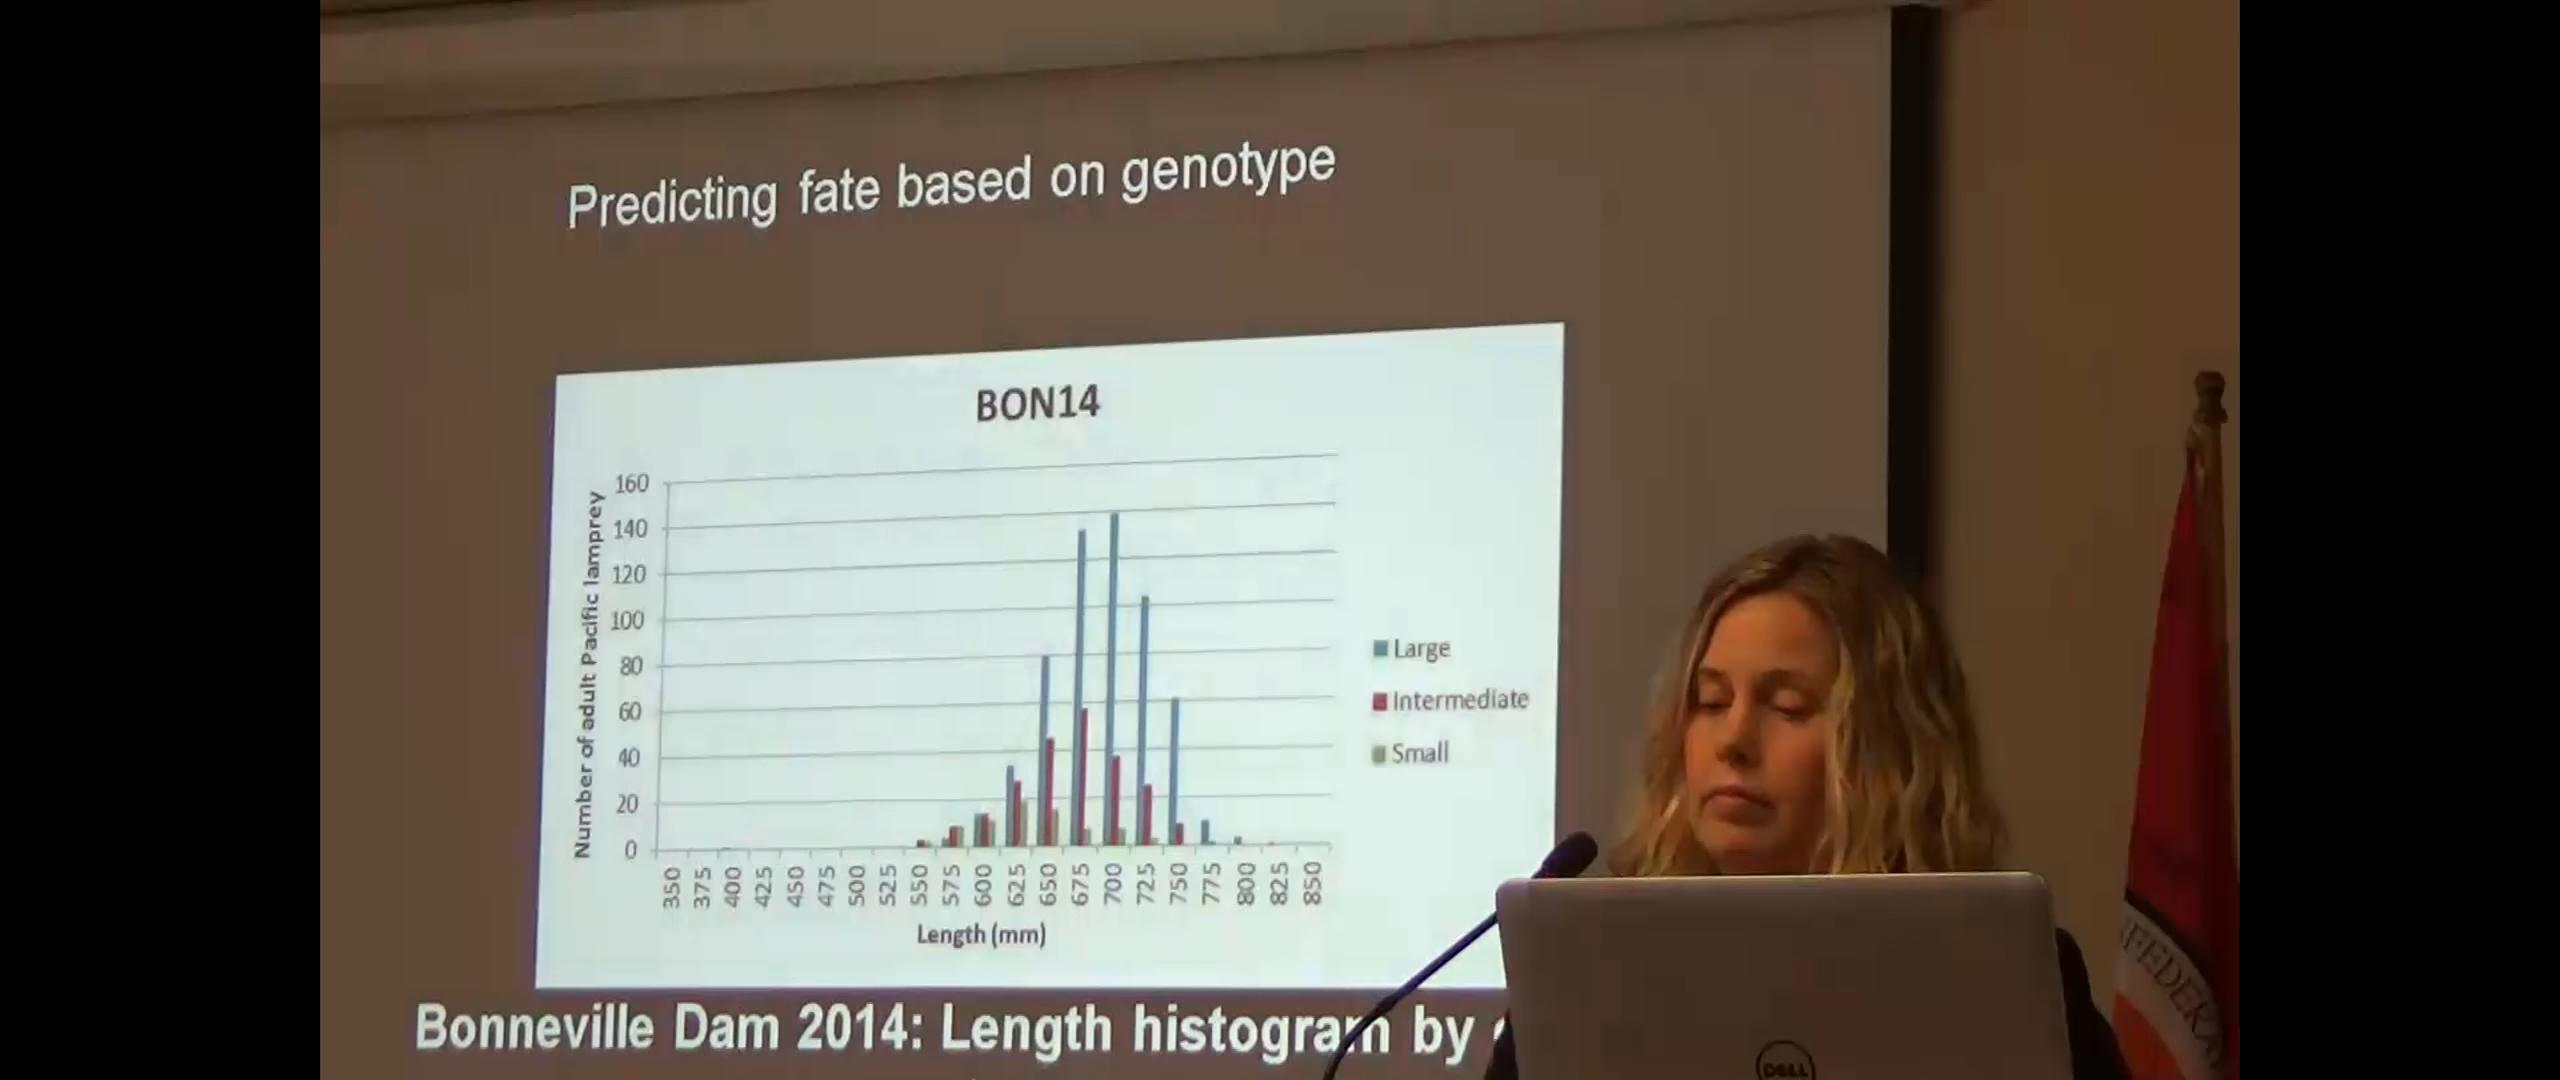 Predicting fate based on genotype
BON14
Number of adult Pacific lamprey
160
140
120
100
80
60
40
20
0
350 375 400 425 450 475 500 525 550 575 600 625 650 675 700 725 750 775 800 825 850
Length (mm)
Large
Intermediate
Small
Bonneville Dam 2014: Length histogram by
DELL